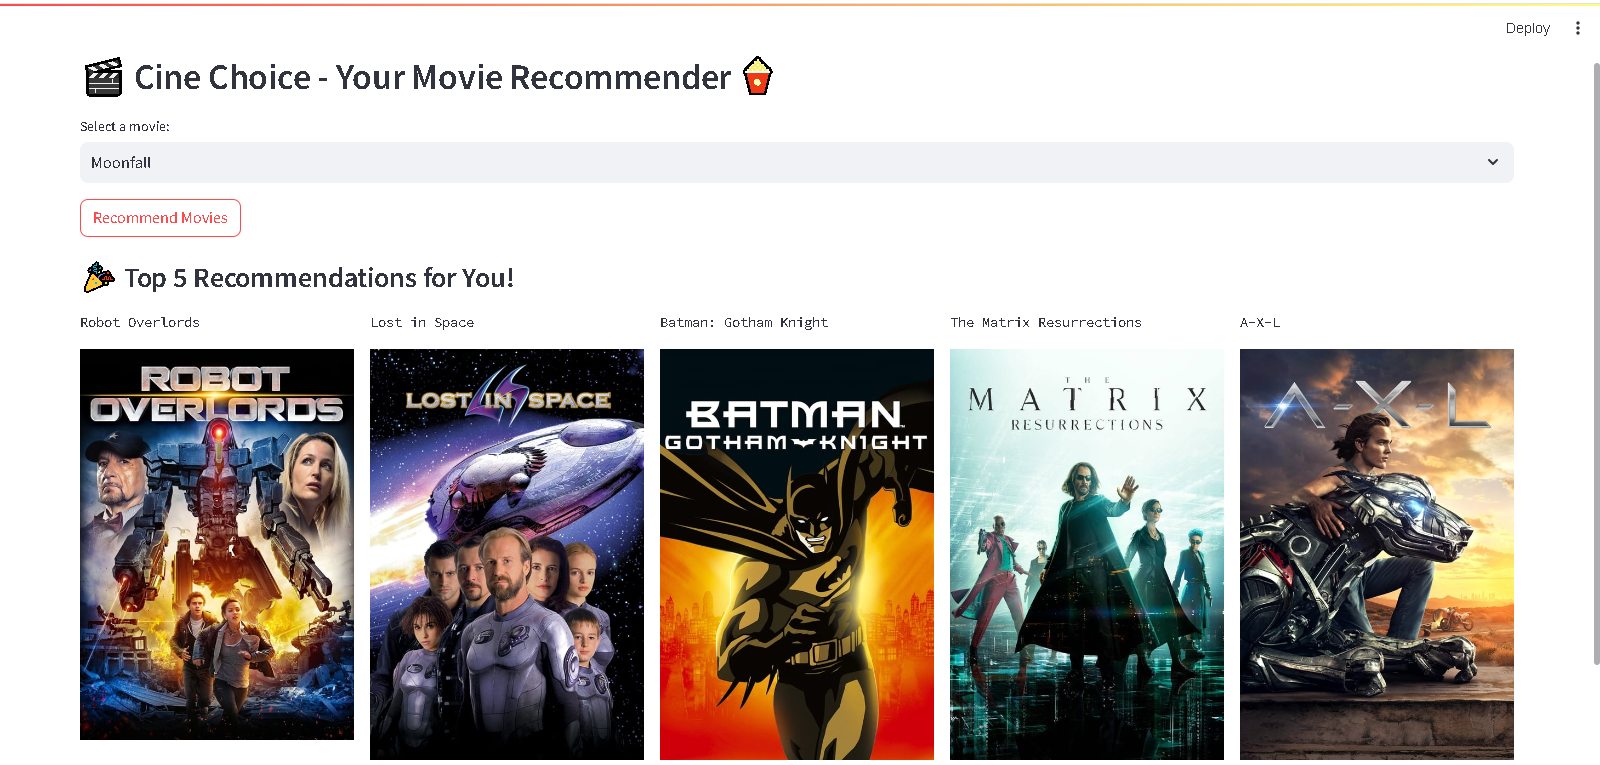 Deploy
Cine Choice - Your Movie Recommender
Select a movie:
Moonfall
Recommend Movies
Top 5 Recommendations for You!
Robot Overlords
Lost in Space
Batman: Gotham Knight
The Matrix Resurrections
A-X-L
ROBOT
OVERLORDS
LOST IN SPACE
BATMAN
GOTHAM KNIGHT
THE
MATRIX
RESURRECTIONS
A-X-L